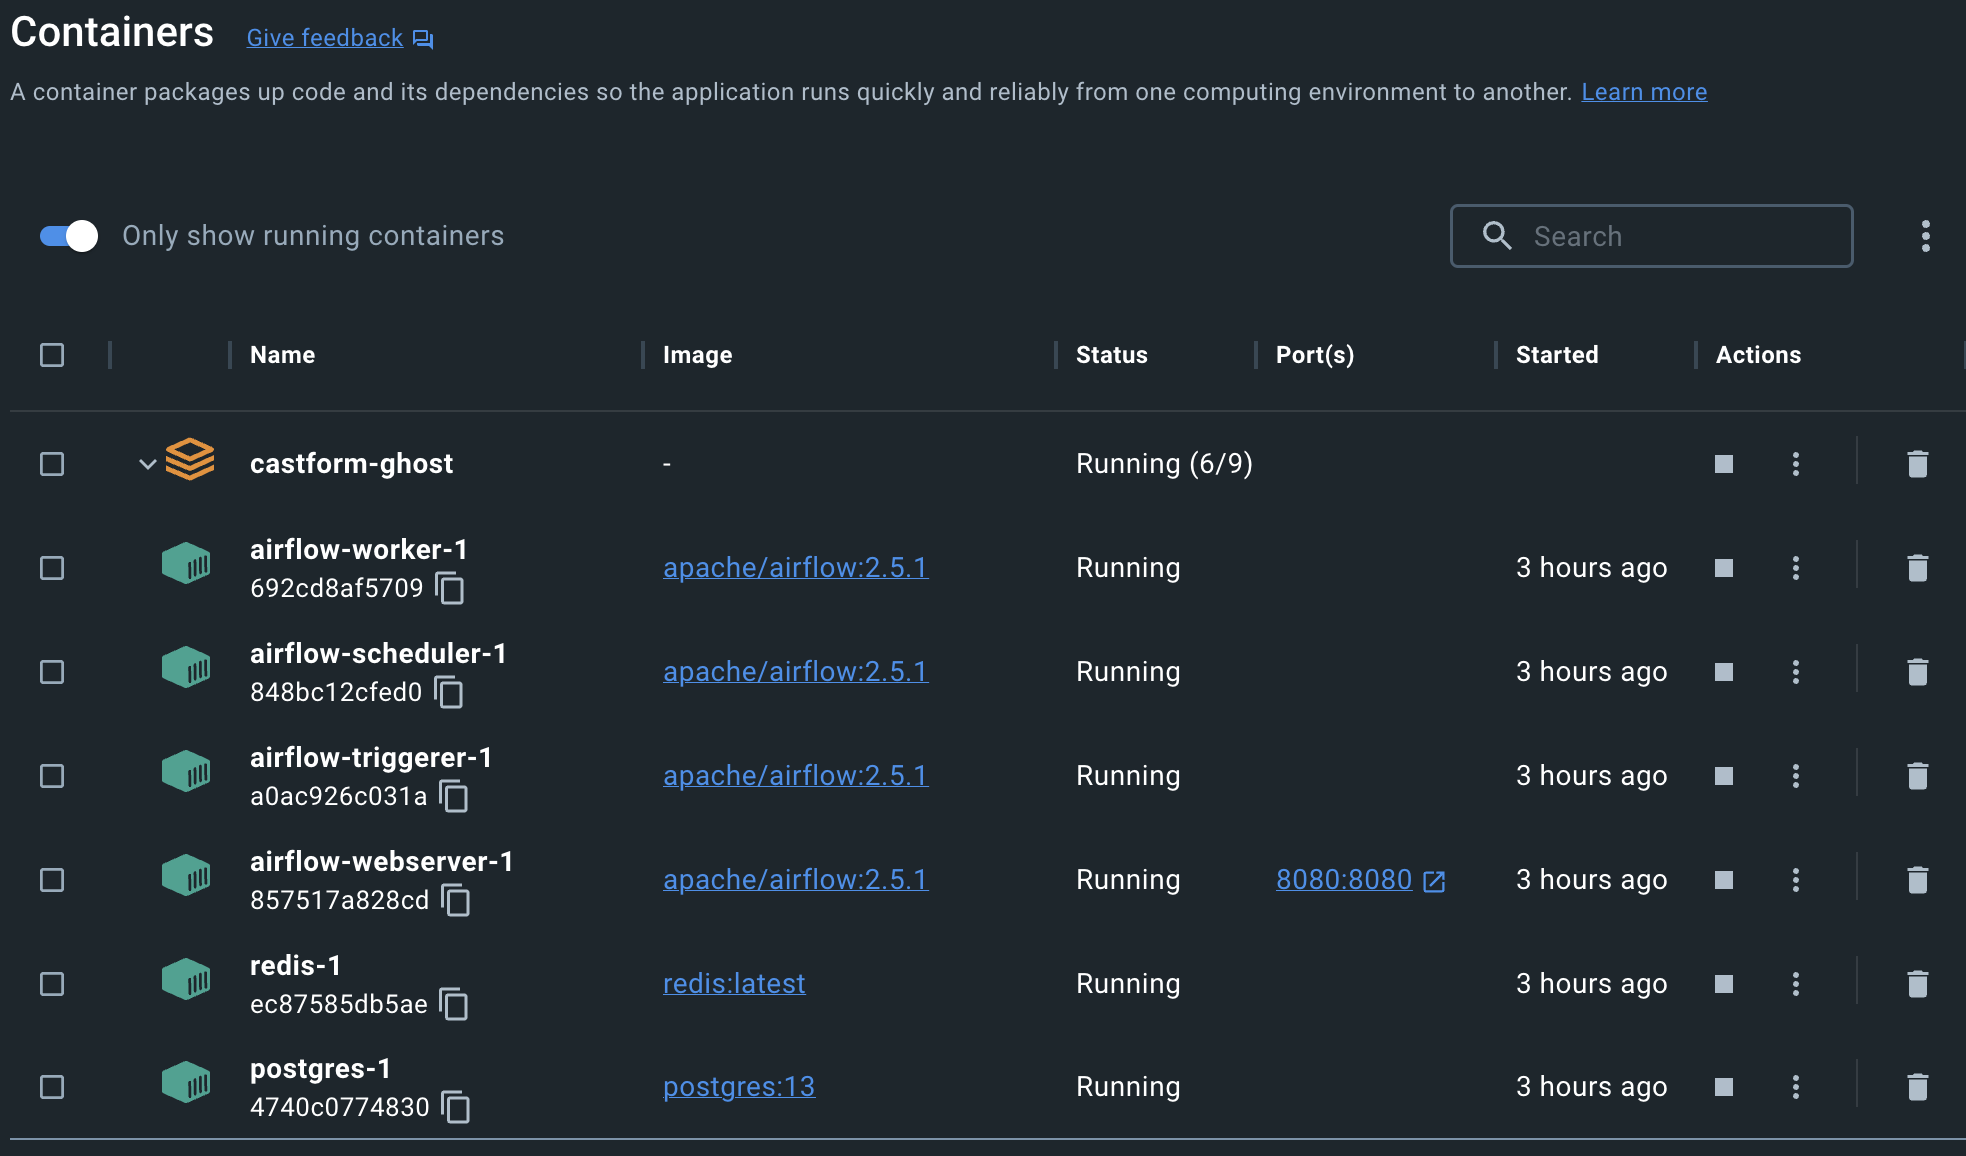 Containers Give feedback
A container packages up code and its dependencies so the application runs quickly and reliably from one computing environment to another. Learn more
Only show running containers
Search
Name Image Status Port(s) Started Actions
castform-ghost - Running (6/9)
airflow-worker-1
692cd8af5709 apache/airflow:2.5.1 Running 3 hours ago
airflow-scheduler-1
848bc12cfed0 apache/airflow:2.5.1 Running 3 hours ago
airflow-triggerer-1
a0ac926c031a apache/airflow:2.5.1 Running 3 hours ago
airflow-webserver-1
857517a828cd apache/airflow:2.5.1 Running 8080:8080 3 hours ago
redis-1
ec87585db5ae redis:latest Running 3 hours ago
postgres-1
4740c0774830 postgres:13 Running 3 hours ago